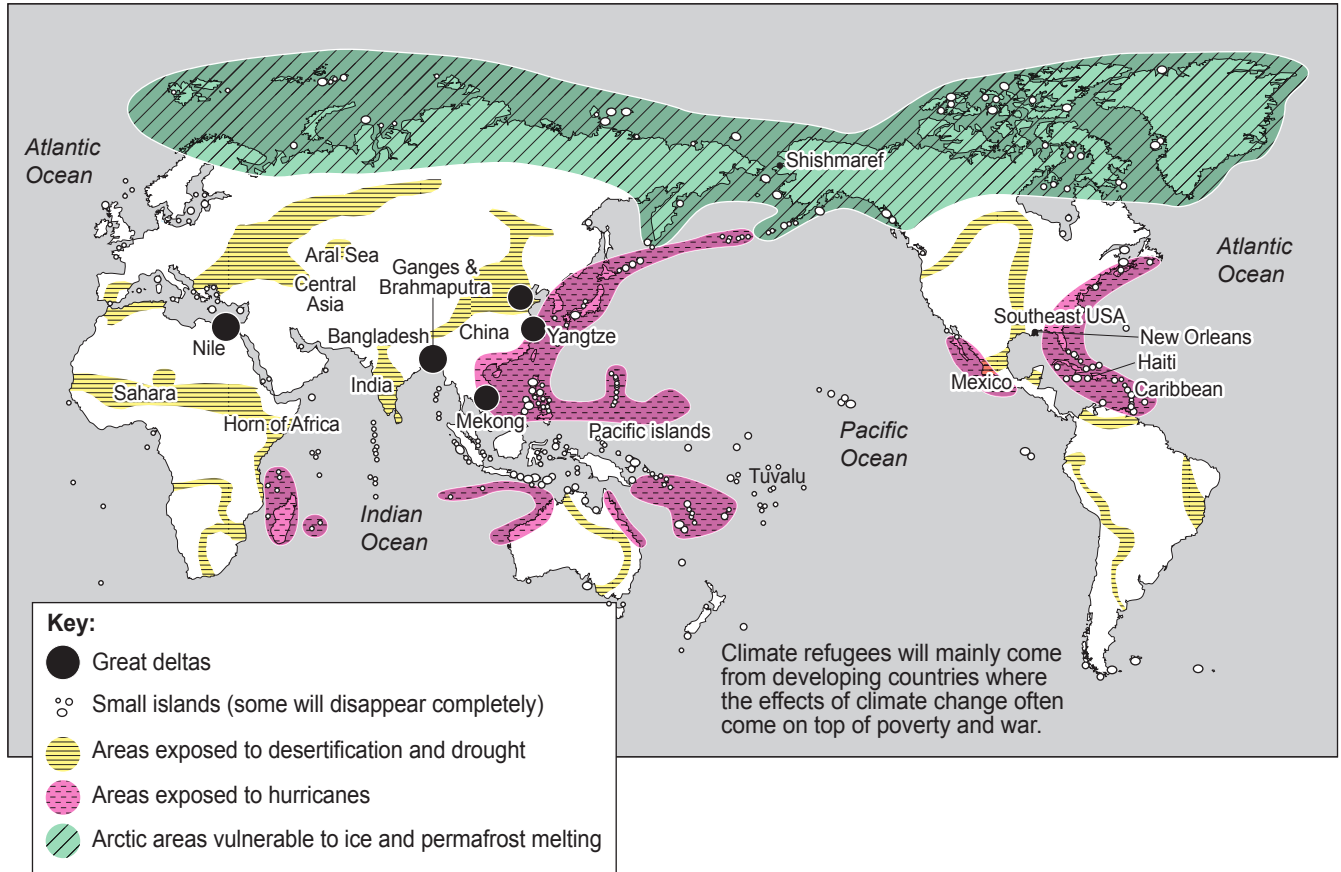 Atlantic
Ocean
Shishmaref
Atlantic
Ocean
Aral Sea
Central
Asia
Ganges &
Brahmaputra
Bangladesh
China
Yangtze
Nile
India
Sahara
Horn of Africa
Mekong
Pacific islands
Southeast USA
New Orleans
Haiti
Mexico
Caribbean
Pacific
Ocean
Tuvalu
Indian
Ocean
Climate refugees will mainly come
from developing countries where
the effects of climate change often
come on top of poverty and war.
Key:
Great deltas
Small islands (some will disappear completely)
Areas exposed to desertification and drought
Areas exposed to hurricanes
Arctic areas vulnerable to ice and permafrost melting